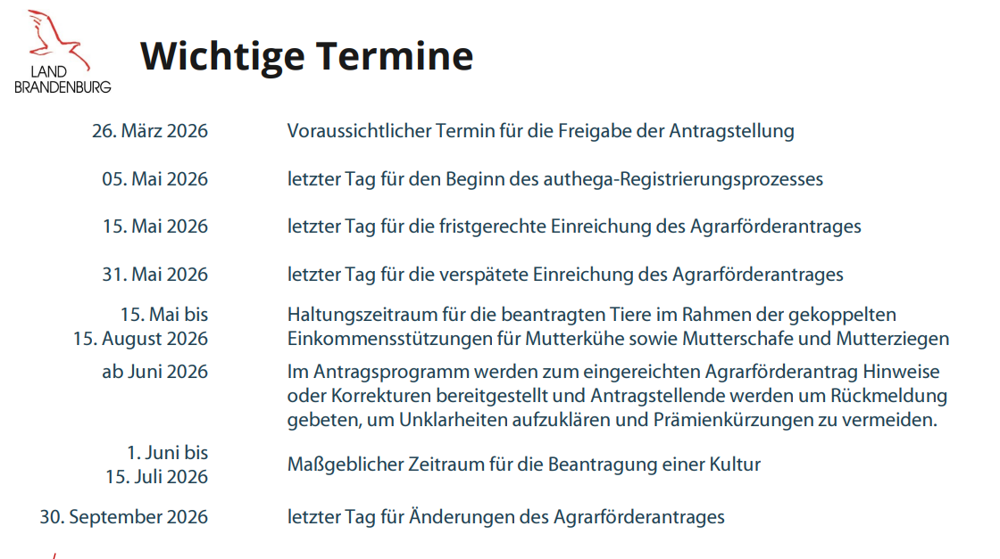 LAND
BRANDENBURG
Wichtige Termine
26. März 2026 Voraussichtlicher Termin für die Freigabe der Antragstellung
05. Mai 2026 letzter Tag für den Beginn des authega-Registrierungsprozesses
15. Mai 2026 letzter Tag für die fristgerechte Einreichung des Agrarförderantrages
31. Mai 2026 letzter Tag für die verspätete Einreichung des Agrarförderantrages
15. Mai bis Haltungszeitraum für die beantragten Tiere im Rahmen der gekoppelten
15. August 2026 Einkommensstützungen für Mutterkühe sowie Mutterschafe und Mutterziegen
ab Juni 2026 Im Antragsprogramm werden zum eingereichten Agrarförderantrag Hinweise
oder Korrekturen bereitgestellt und Antragstellende werden um Rückmeldung
gebeten, um Unklarheiten aufzuklären und Prämienkürzungen zu vermeiden.
1. Juni bis
15. Juli 2026 Maßgeblicher Zeitraum für die Beantragung einer Kultur
30. September 2026 letzter Tag für Änderungen des Agrarförderantrages